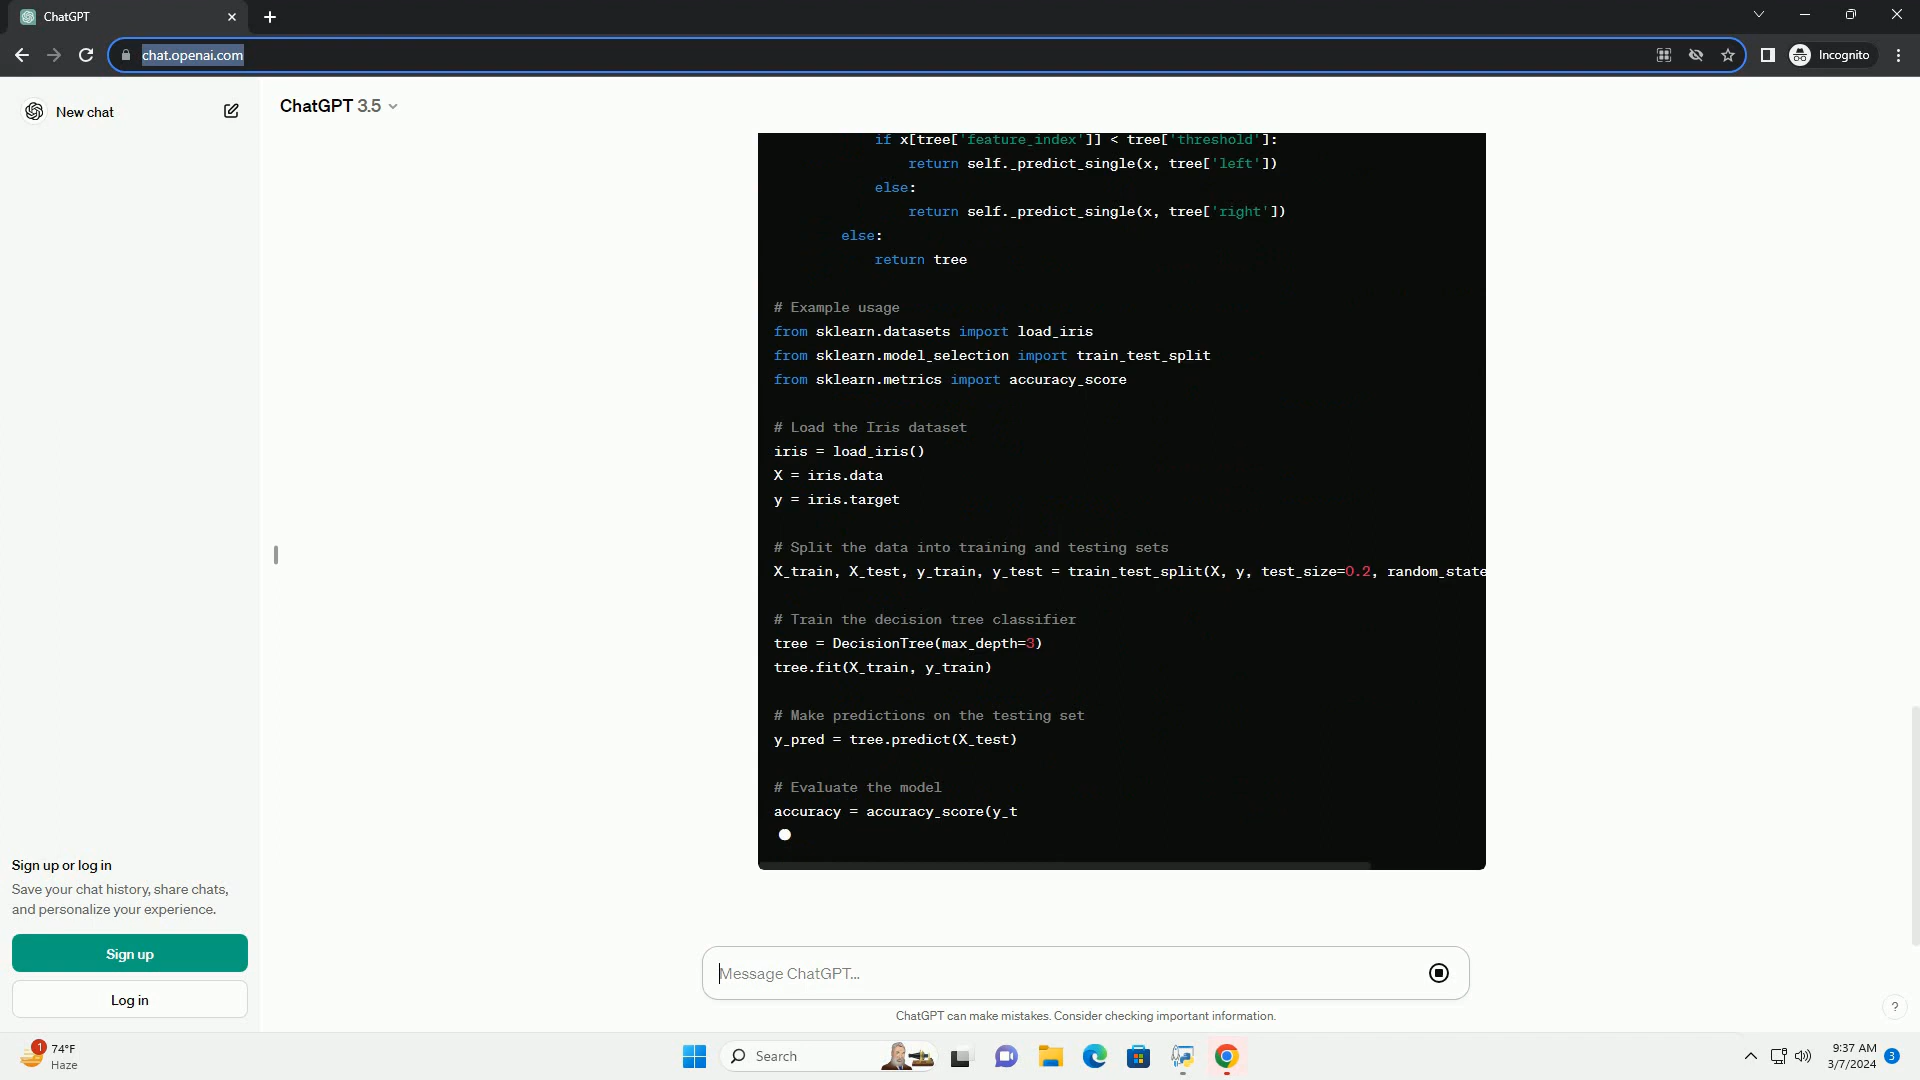 ChatGPT
chat.openai.com
Incognito
New chat
ChatGPT 3.5
if x[tree['feature_index']] < tree['threshold']:
return self._predict_single(x, tree['left'])
else:
return self._predict_single(x, tree['right'])
else:
return tree
# Example usage
from sklearn.datasets import load_iris
from sklearn.model_selection import train_test_split
from sklearn.metrics import accuracy_score
# Load the Iris dataset
iris = load_iris()
X = iris.data
y = iris.target
# Split the data into training and testing sets
X_train, X_test, y_train, y_test = train_test_split(X, y, test_size=0.2, random_state
# Train the decision tree classifier
tree = DecisionTree(max_depth=3)
tree.fit(X_train, y_train)
# Make predictions on the testing set
y_pred = tree.predict(X_test)
# Evaluate the model
accuracy = accuracy_score(y_t
Sign up or log in
Save your chat history, share chats,
and personalize your experience.
Sign up
Log in
Message ChatGPT...
ChatGPT can make mistakes. Consider checking important information.
?
1
74°F
Haze
Search
9:37 AM
3/7/2024
3